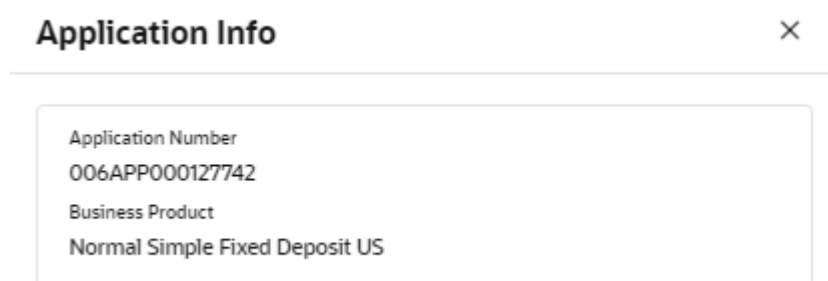 Application Info
Application Number
006APP000127742
Business Product
Normal Simple Fixed Deposit US